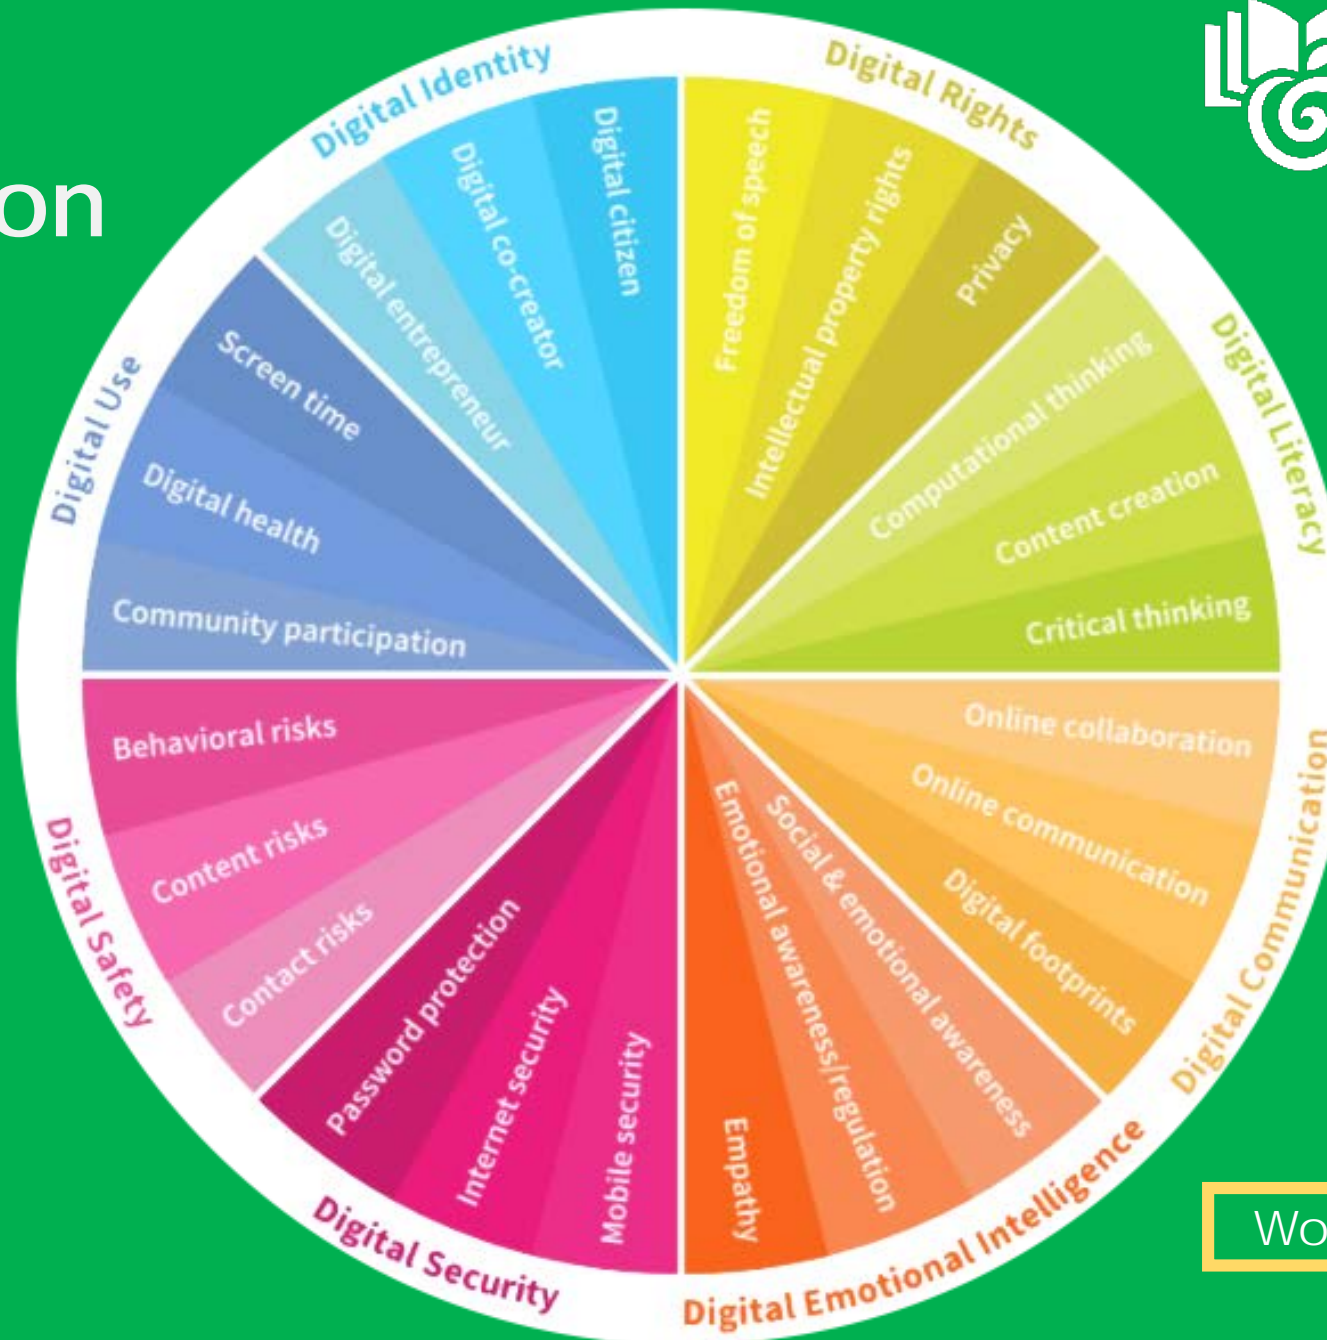 on
Digital Identity
Digital entrepreneur
Digital co-creator
Digital citizen
Digital Rights
Freedom of speech
Intellectual property rights
Privacy
Digital Literacy
Computational thinking
Content creation
Critical thinking
Digital Communication
Online collaboration
Online communication
Digital footprints
Digital Emotional Intelligence
Social & emotional awareness
Emotional awareness/regulation
Empathy
Digital Security
Mobile security
Internet security
Password protection
Digital Safety
Contact risks
Content risks
Behavioral risks
Digital Use
Community participation
Digital health
Screen time
Wo